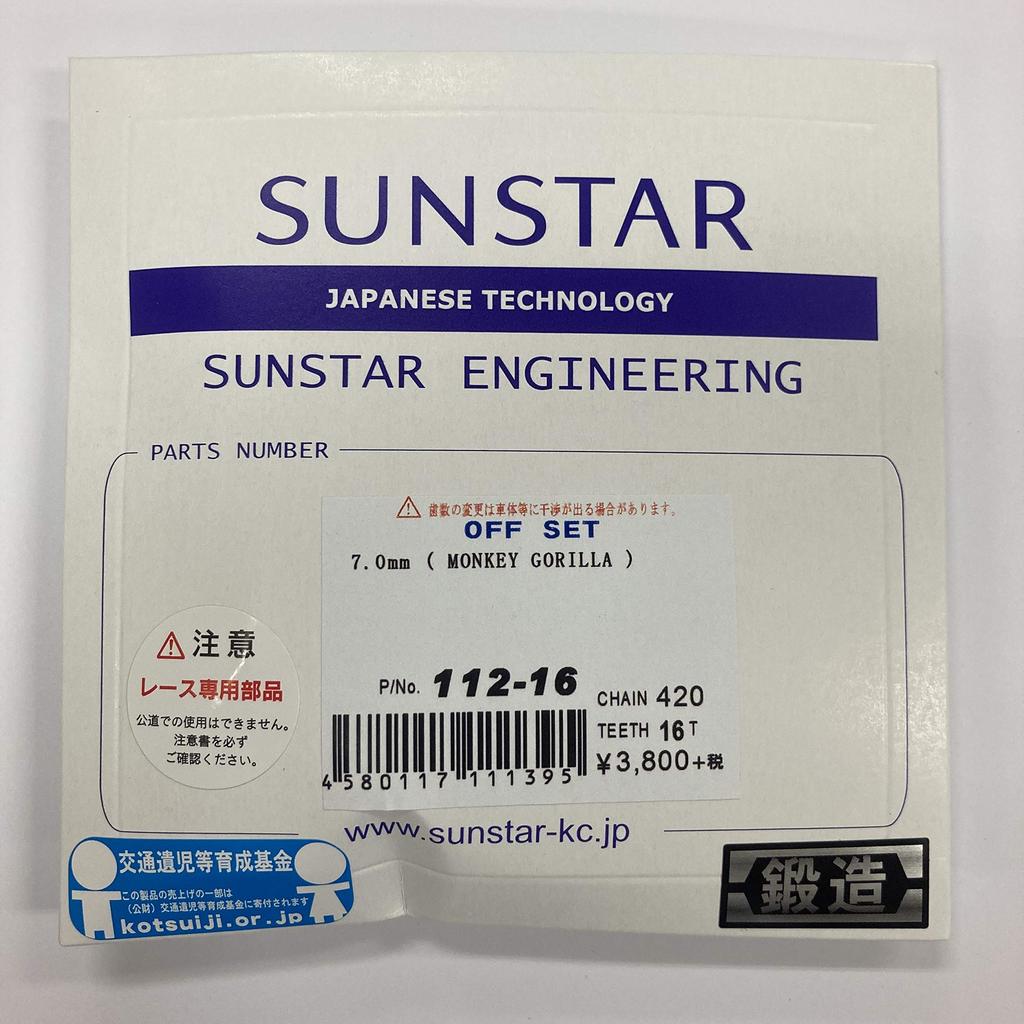 SUNSTAR
JAPANESE TECHNOLOGY
SUNSTAR ENGINEERING
PARTS NUMBER
歯数の変更は車体等に干渉が出る場合があります。
OFF SET
7.0mm ( MONKEY GORILLA )
P/No. 112-16
CHAIN 420
TEETH 16T
¥3,800+税
4580117111395
注意
レース専用部品
公道での使用はできません。
注意書を必ず
ご確認ください。
www.sunstar-kc.jp
交通遺児等育成基金
この製品の売上げの一部は
（公財）交通遺児等育成基金に寄付されます
kotsuiji.or.jp
鍛造